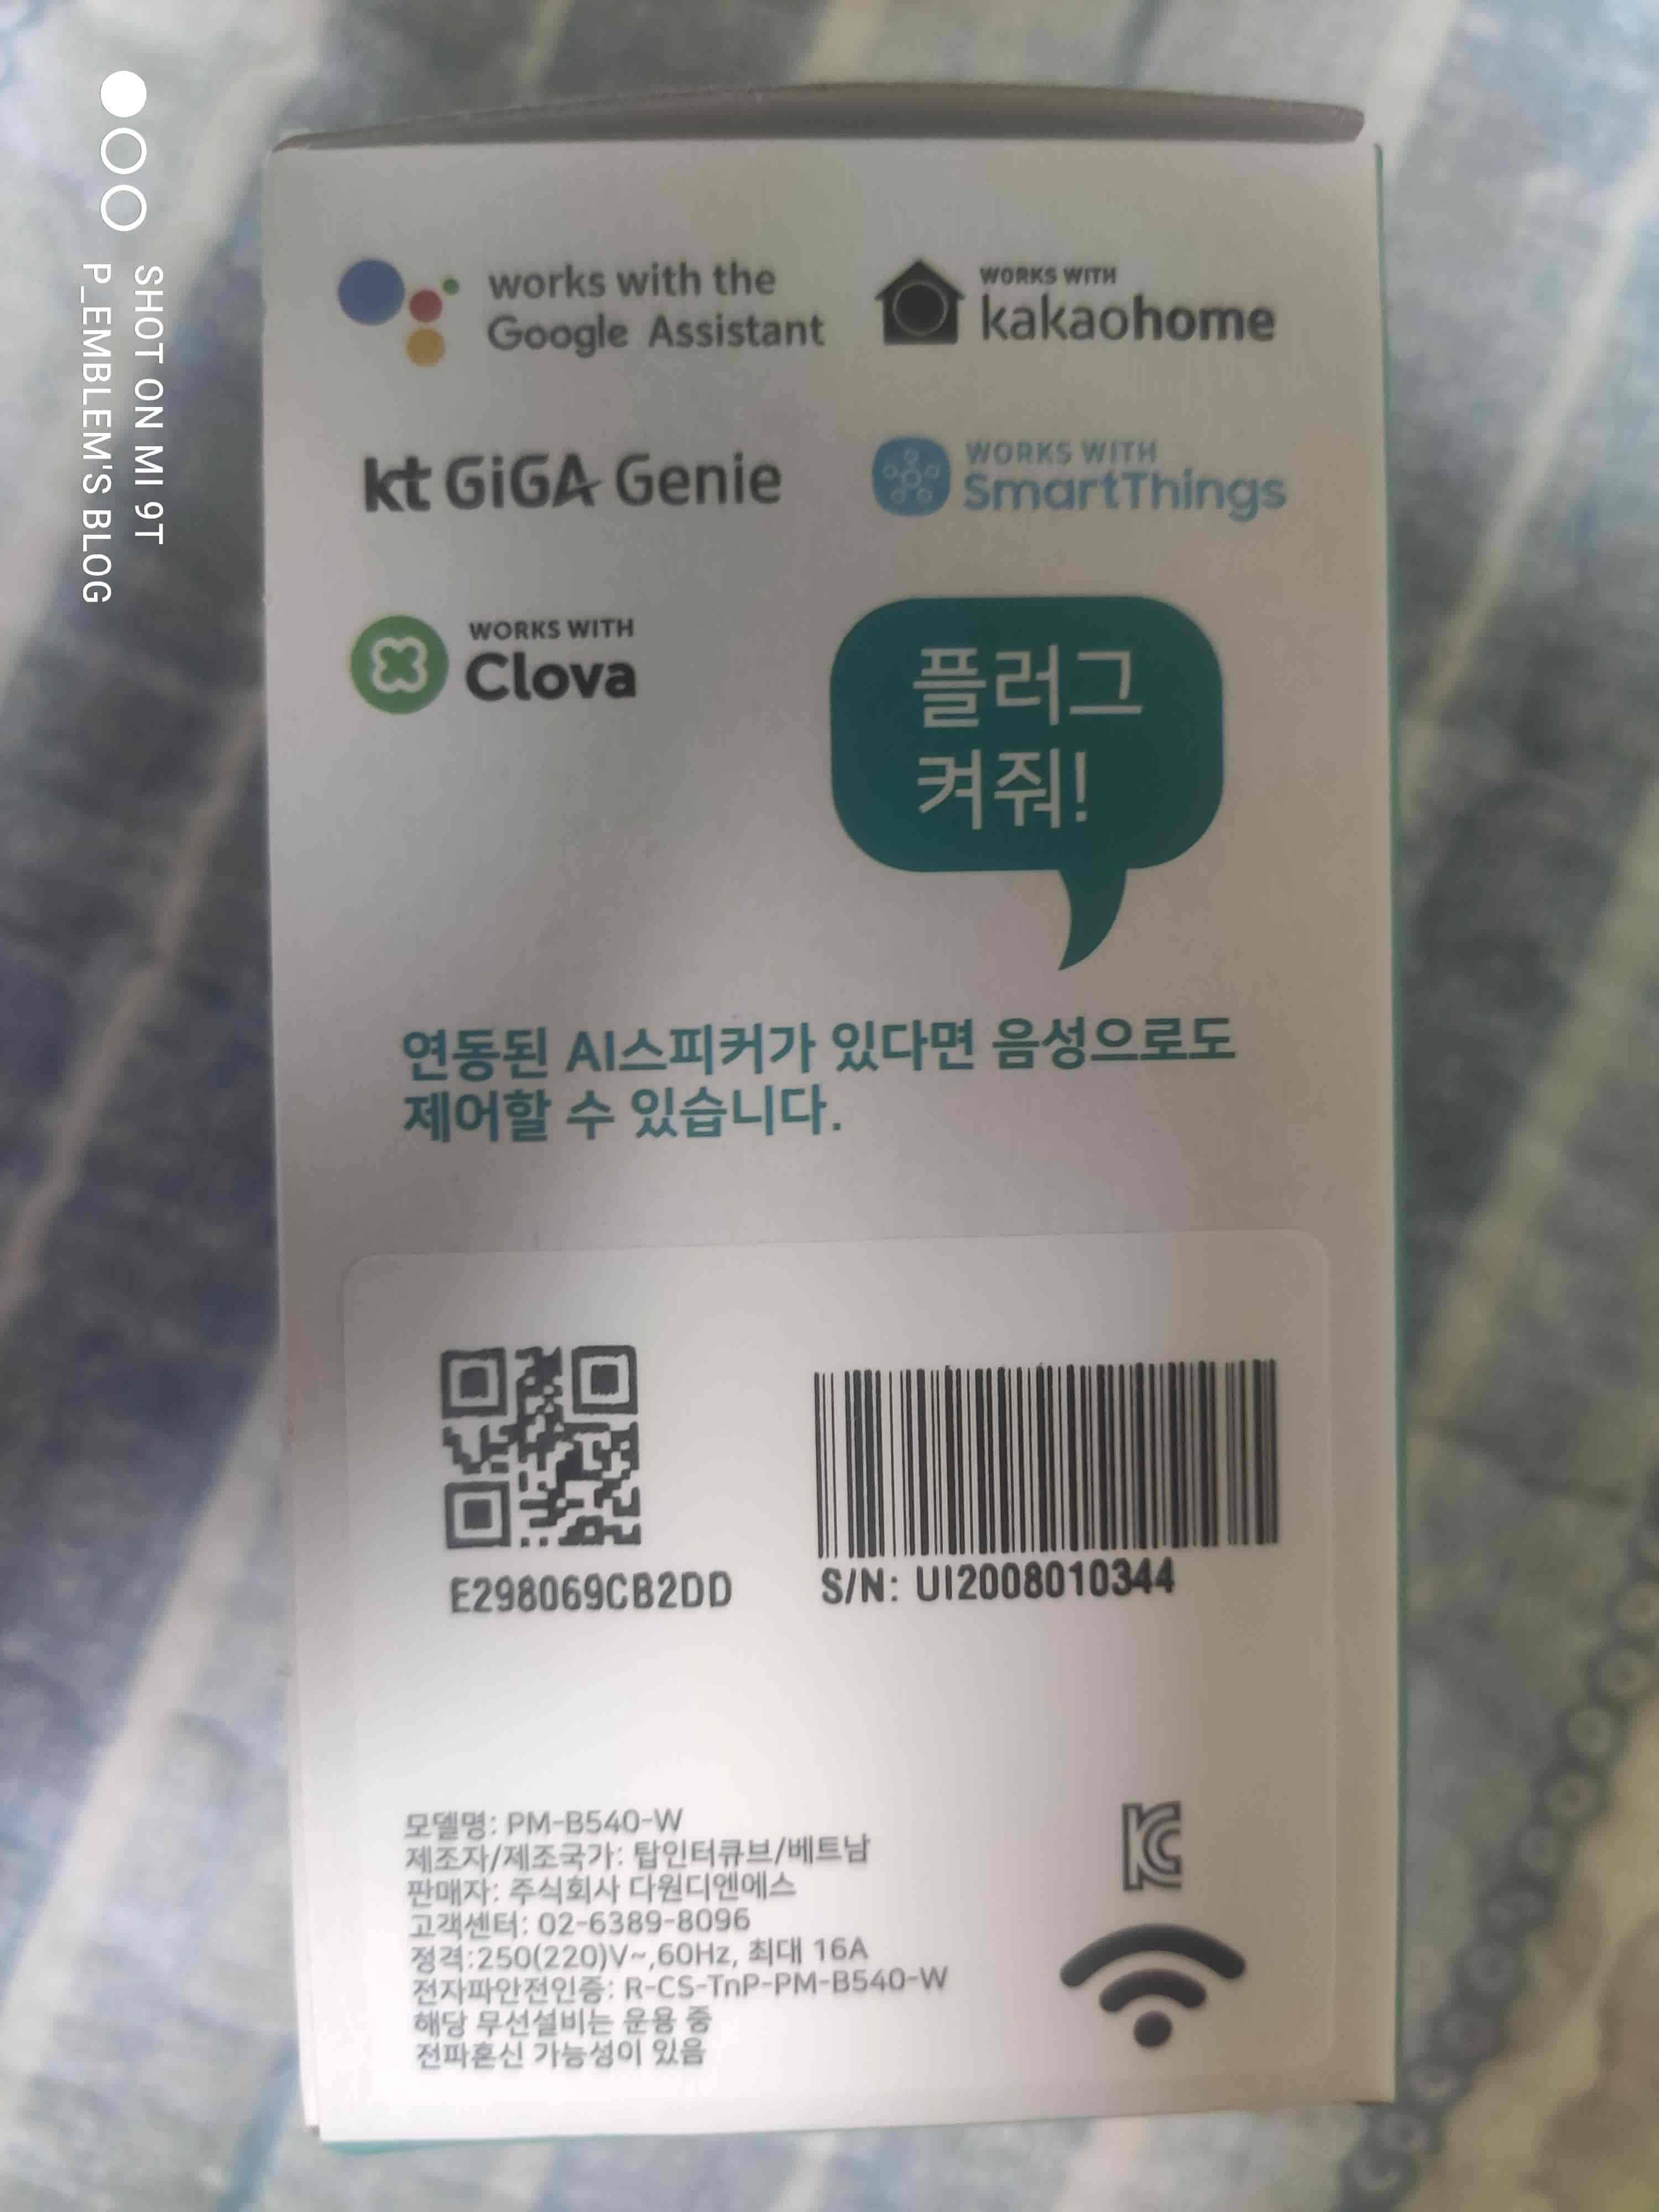 SHOT ON MI 9T
P_EMBLEM'S BLOG
works with the
Google Assistant
WORKS WITH
kakaohome
kt GiGA Genie
WORKS WITH
SmartThings
WORKS WITH
Clova
플러그
켜줘!
연동된 AI스피커가 있다면 음성으로도
제어할 수 있습니다.
E298069CB2DD
S/N: UI2008010344
모델명: PM-B540-W
제조자/제조국가: 탑인터큐브/베트남
판매자: 주식회사 다원디앤에스
고객센터: 02-6389-8096
정격:250(220)V~,60Hz, 최대 16A
전자파안전인증: R-CS-TnP-PM-B540-W
해당 무선설비는 운용 중
전파혼신 가능성이 있음